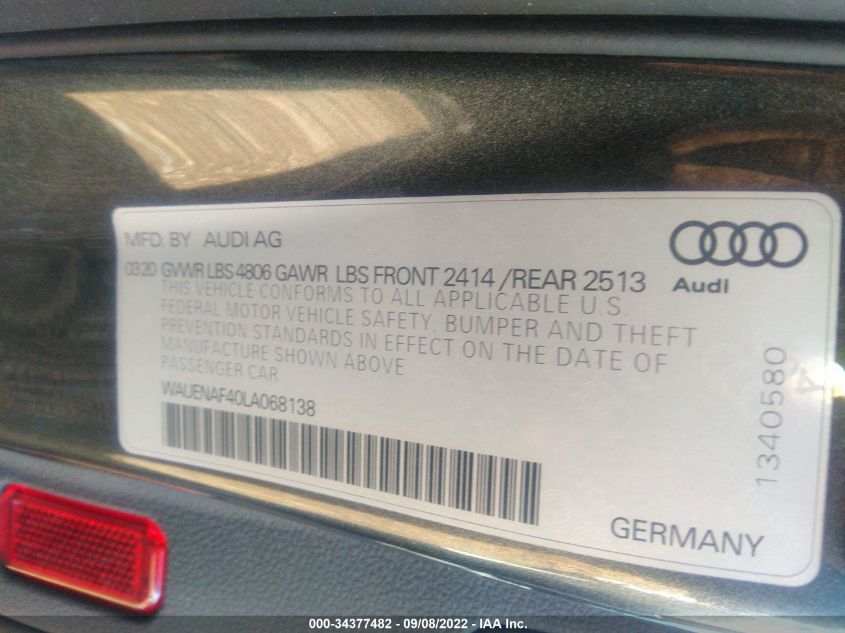 MFD. BY AUDI AG
03.20 GVWR LBS 4806 GAWR LBS FRONT 2414 / REAR 2513
THIS VEHICLE CONFORMS TO ALL APPLICABLE U.S.
FEDERAL MOTOR VEHICLE SAFETY, BUMPER AND THEFT
PREVENTION STANDARDS IN EFFECT ON THE DATE OF
MANUFACTURE SHOWN ABOVE
PASSENGER CAR
WAUENAF40LA068138
Audi
1340580
A
GERMANY
000-34377482 - 09/08/2022 - IAA Inc.